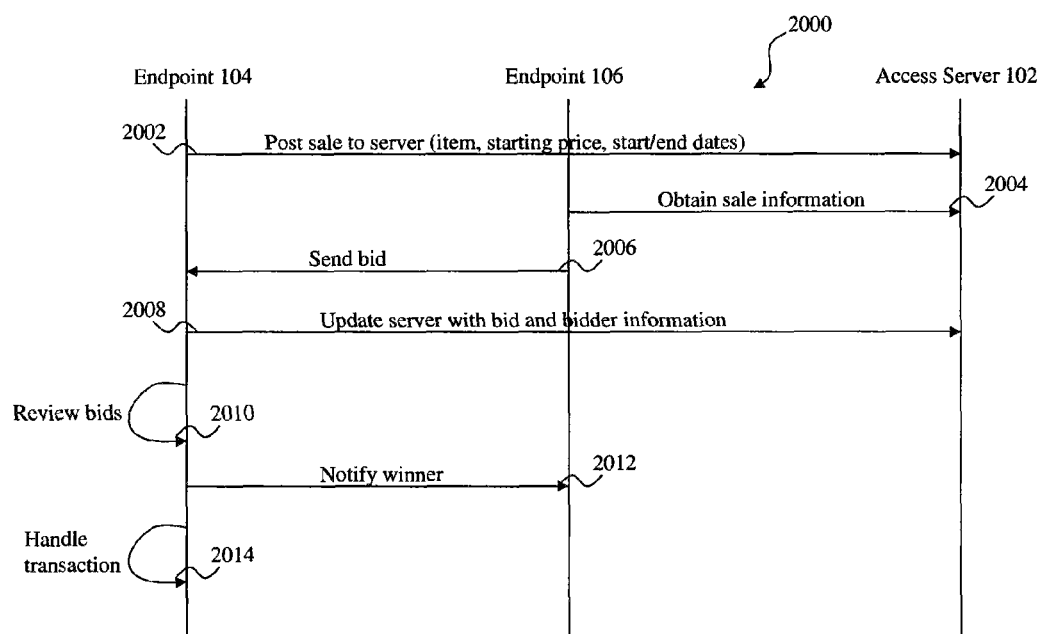 2000
Endpoint 104
Endpoint 106
Access Server 102
2002
Post sale to server (item, starting price, start/end dates)
2004
Obtain sale information
2006
Send bid
2008
Update server with bid and bidder information
Review bids
2010
Notify winner
2012
Handle
transaction
2014